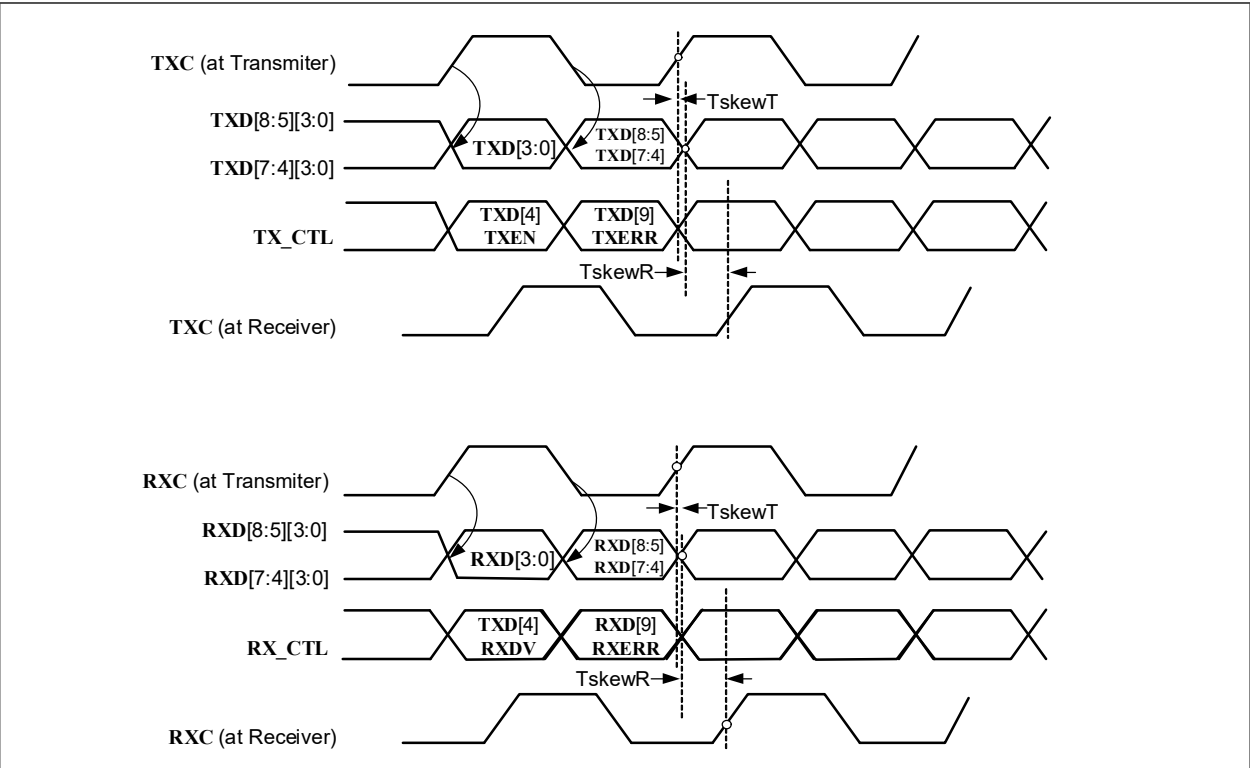 TXC (at Transmiter)
TskewT
TXD[8:5][3:0]
TXD[7:4][3:0]
TXD[3:0]
TXD[8:5]
TXD[7:4]
TX_CTL
TXD[4]
TXEN
TXD[9]
TXERR
TskewR
TXC (at Receiver)
RXC (at Transmiter)
TskewT
RXD[8:5][3:0]
RXD[7:4][3:0]
RXD[3:0]
RXD[8:5]
RXD[7:4]
RX_CTL
TXD[4]
RXDV
RXD[9]
RXERR
TskewR
RXC (at Receiver)